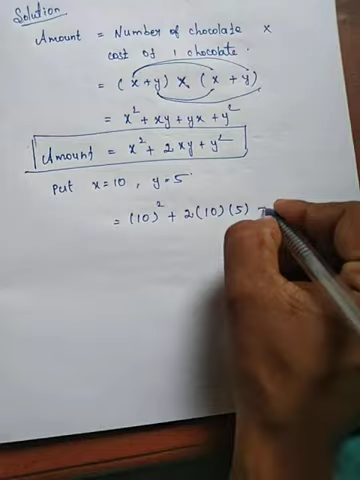 Solution
Amount = Number of chocolate ×
cost of 1 chocolate.
= (x+y) × (x+y)
= x² + xy + yx + y²
Amount = x² + 2xy + y²
Put x=10, y=5.
= (10)² + 2(10)(5)